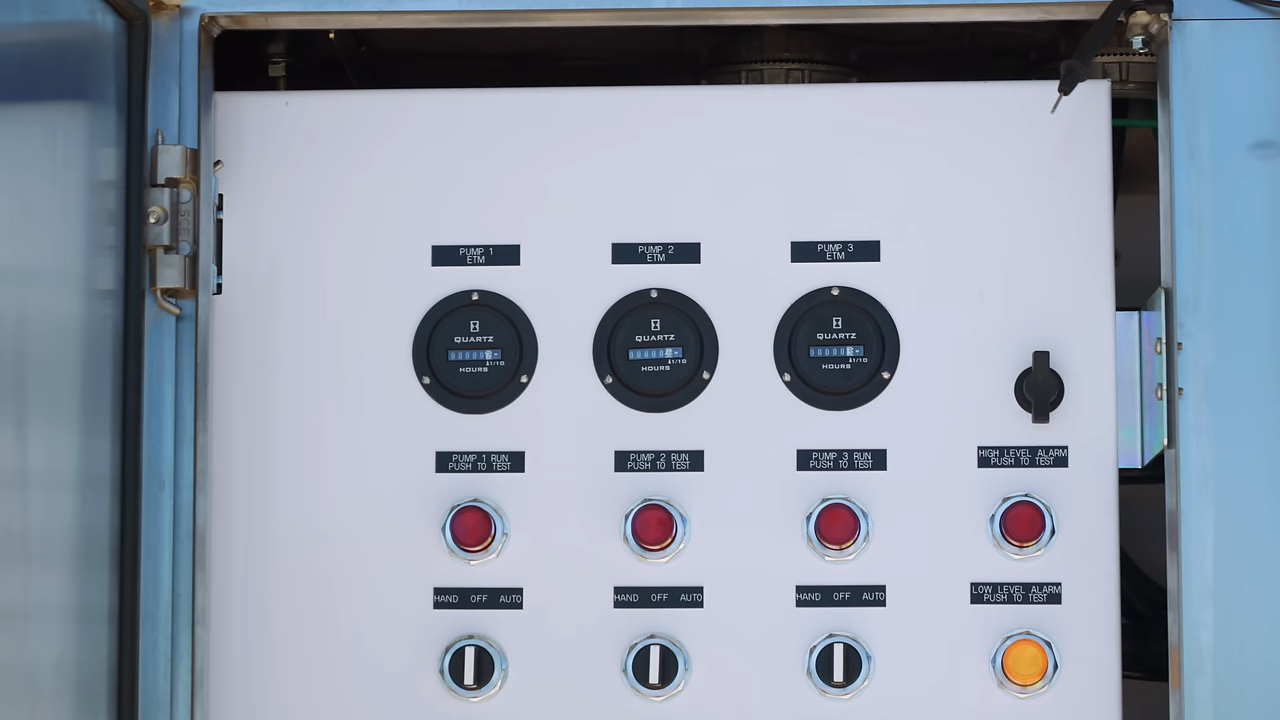 PUMP 1
ETM
PUMP 2
ETM
PUMP 3
ETM
QUARTZ
1/10
HOURS
QUARTZ
1/10
HOURS
QUARTZ
1/10
HOURS
PUMP 1 RUN
PUSH TO TEST
PUMP 2 RUN
PUSH TO TEST
PUMP 3 RUN
PUSH TO TEST
HIGH LEVEL ALARM
PUSH TO TEST
HAND OFF AUTO
HAND OFF AUTO
HAND OFF AUTO
LOW LEVEL ALARM
PUSH TO TEST